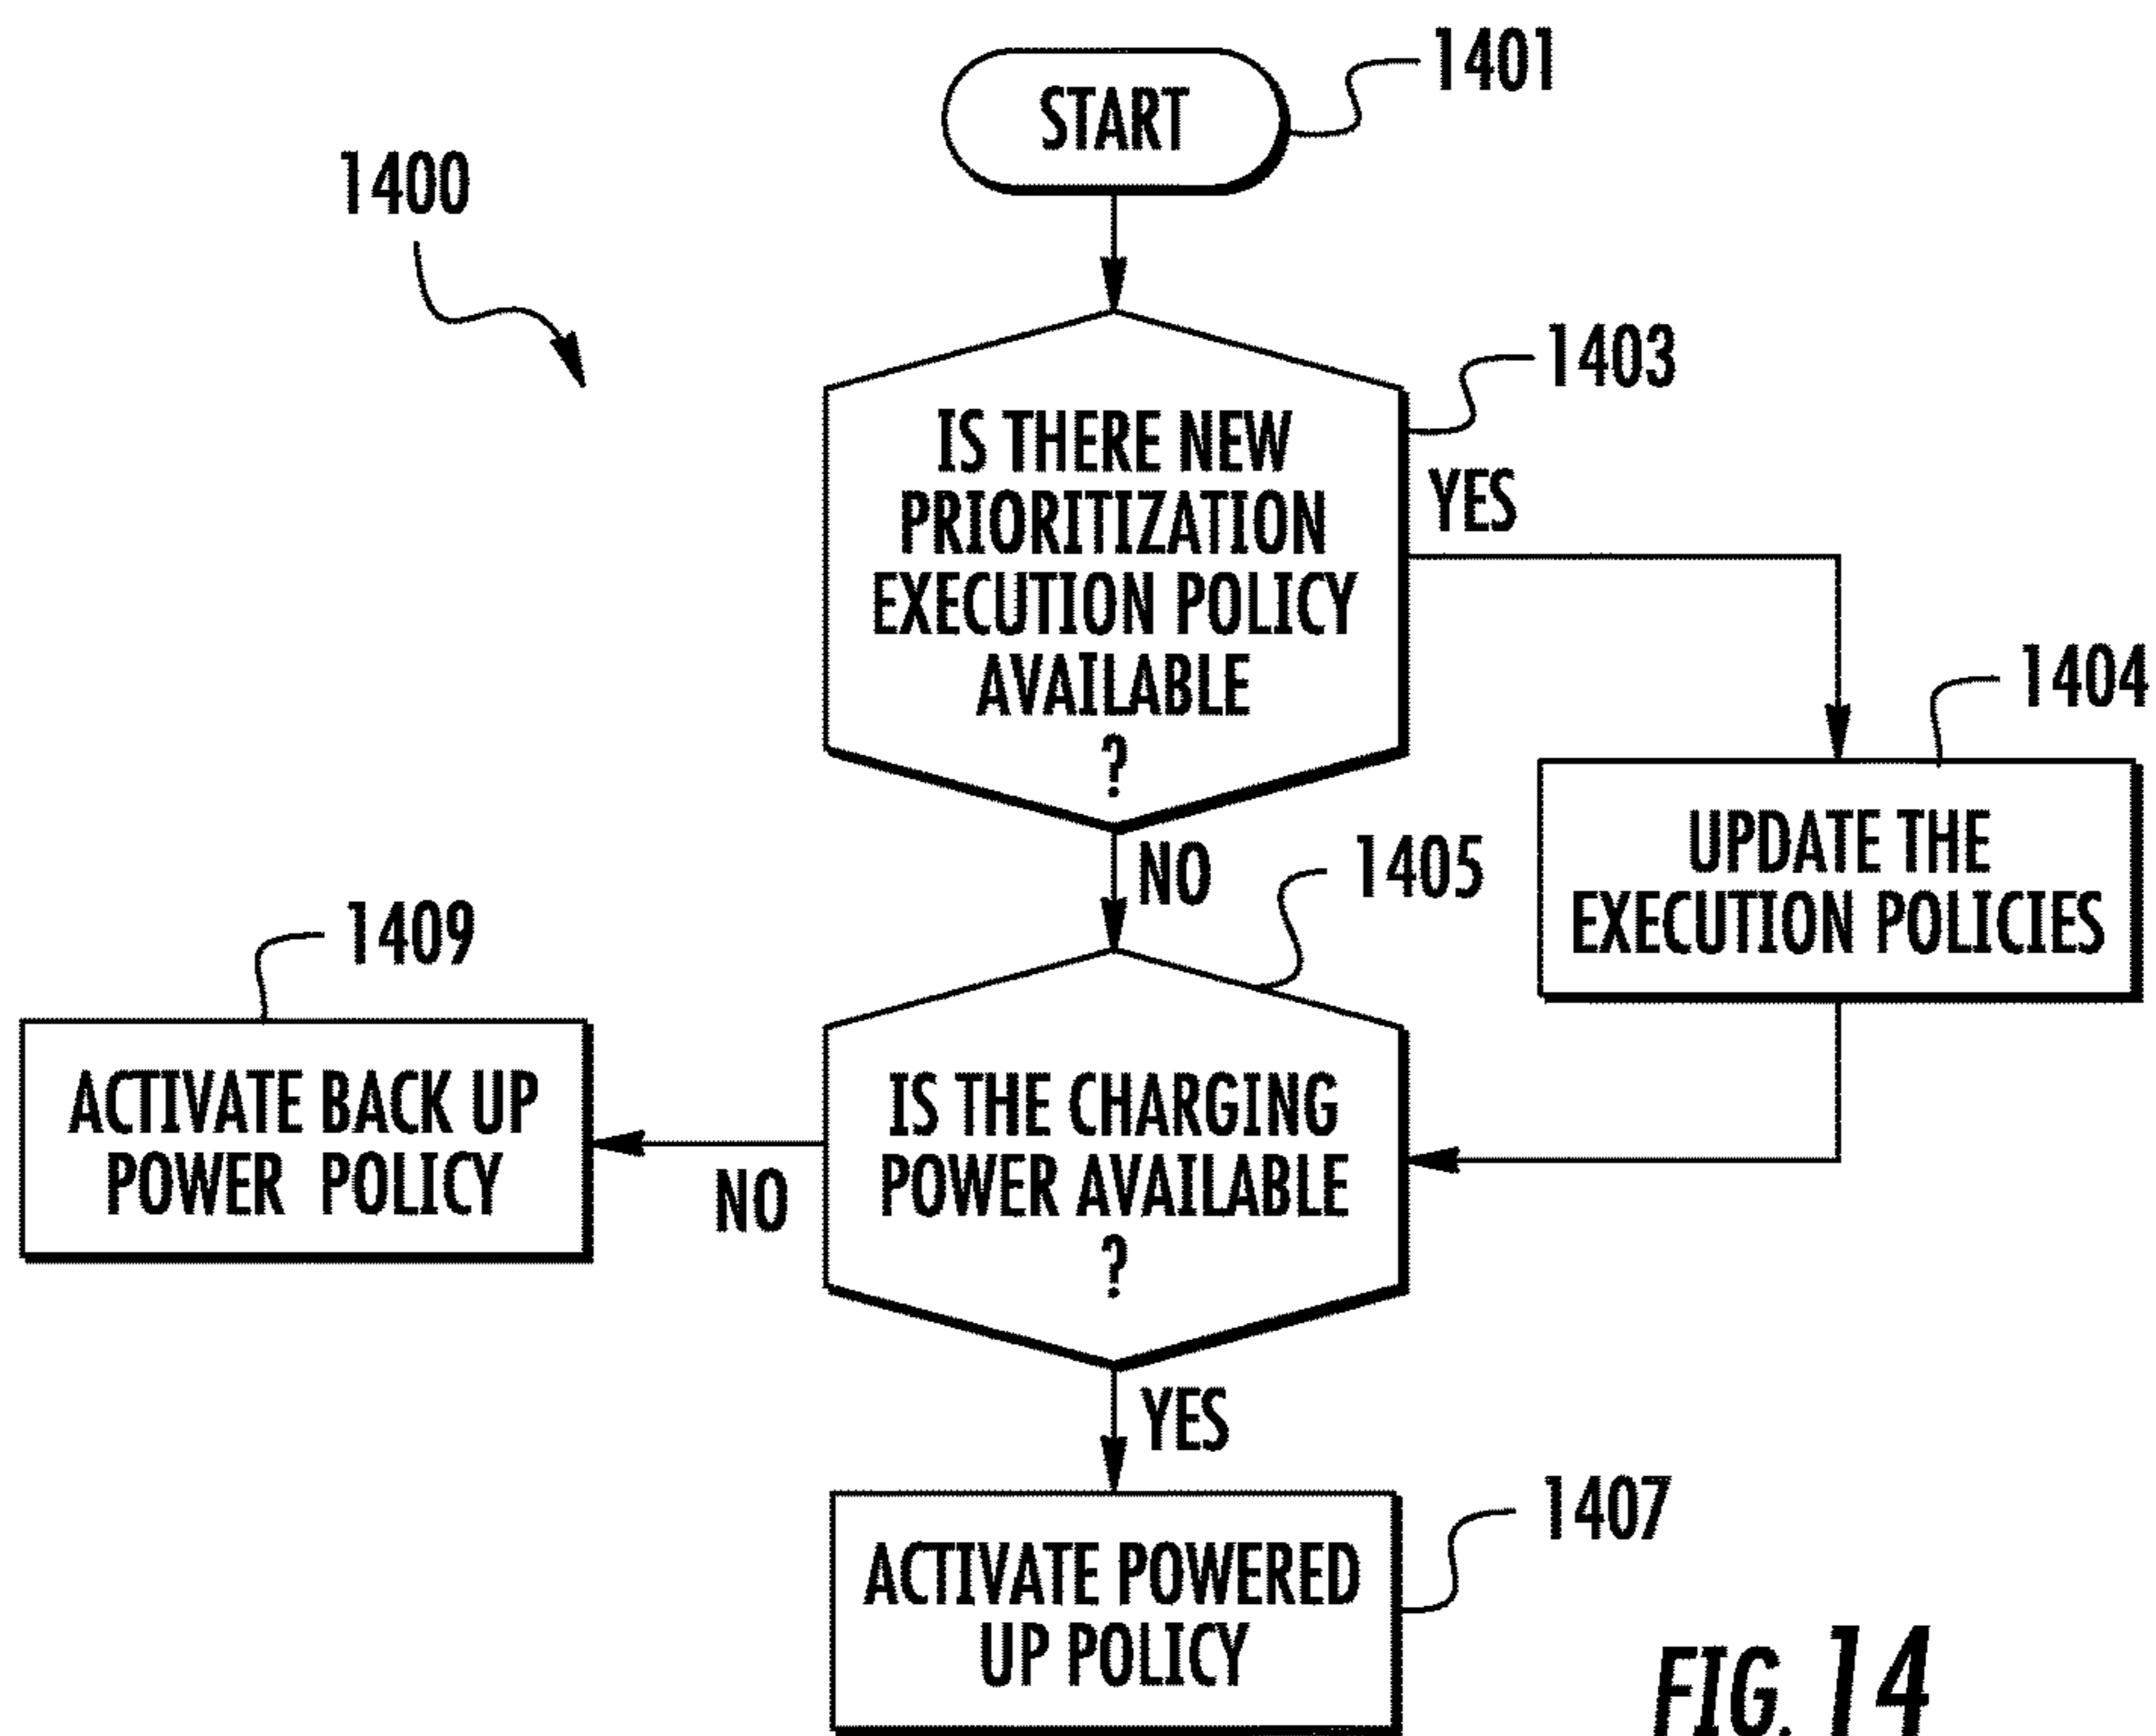 1401
START
1400
1403
IS THERE NEW
PRIORITIZATION
EXECUTION POLICY
AVAILABLE
?
YES
1404
UPDATE THE
EXECUTION POLICIES
NO
1405
1409
ACTIVATE BACK UP
POWER POLICY
IS THE CHARGING
POWER AVAILABLE
?
NO
YES
1407
ACTIVATE POWERED
UP POLICY
FIG. 14